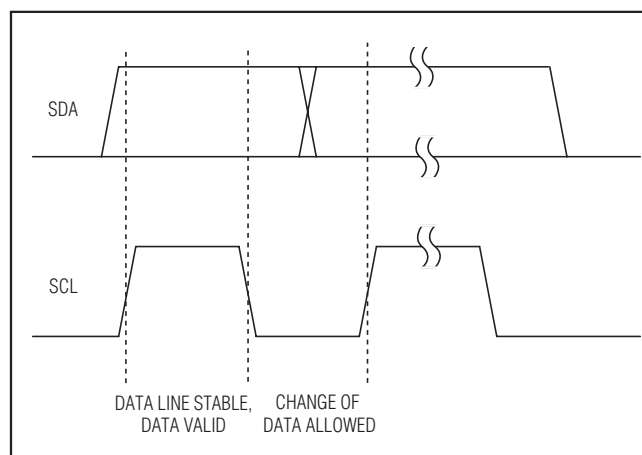 SDA
SCL
DATA LINE STABLE,
DATA VALID
CHANGE OF
DATA ALLOWED